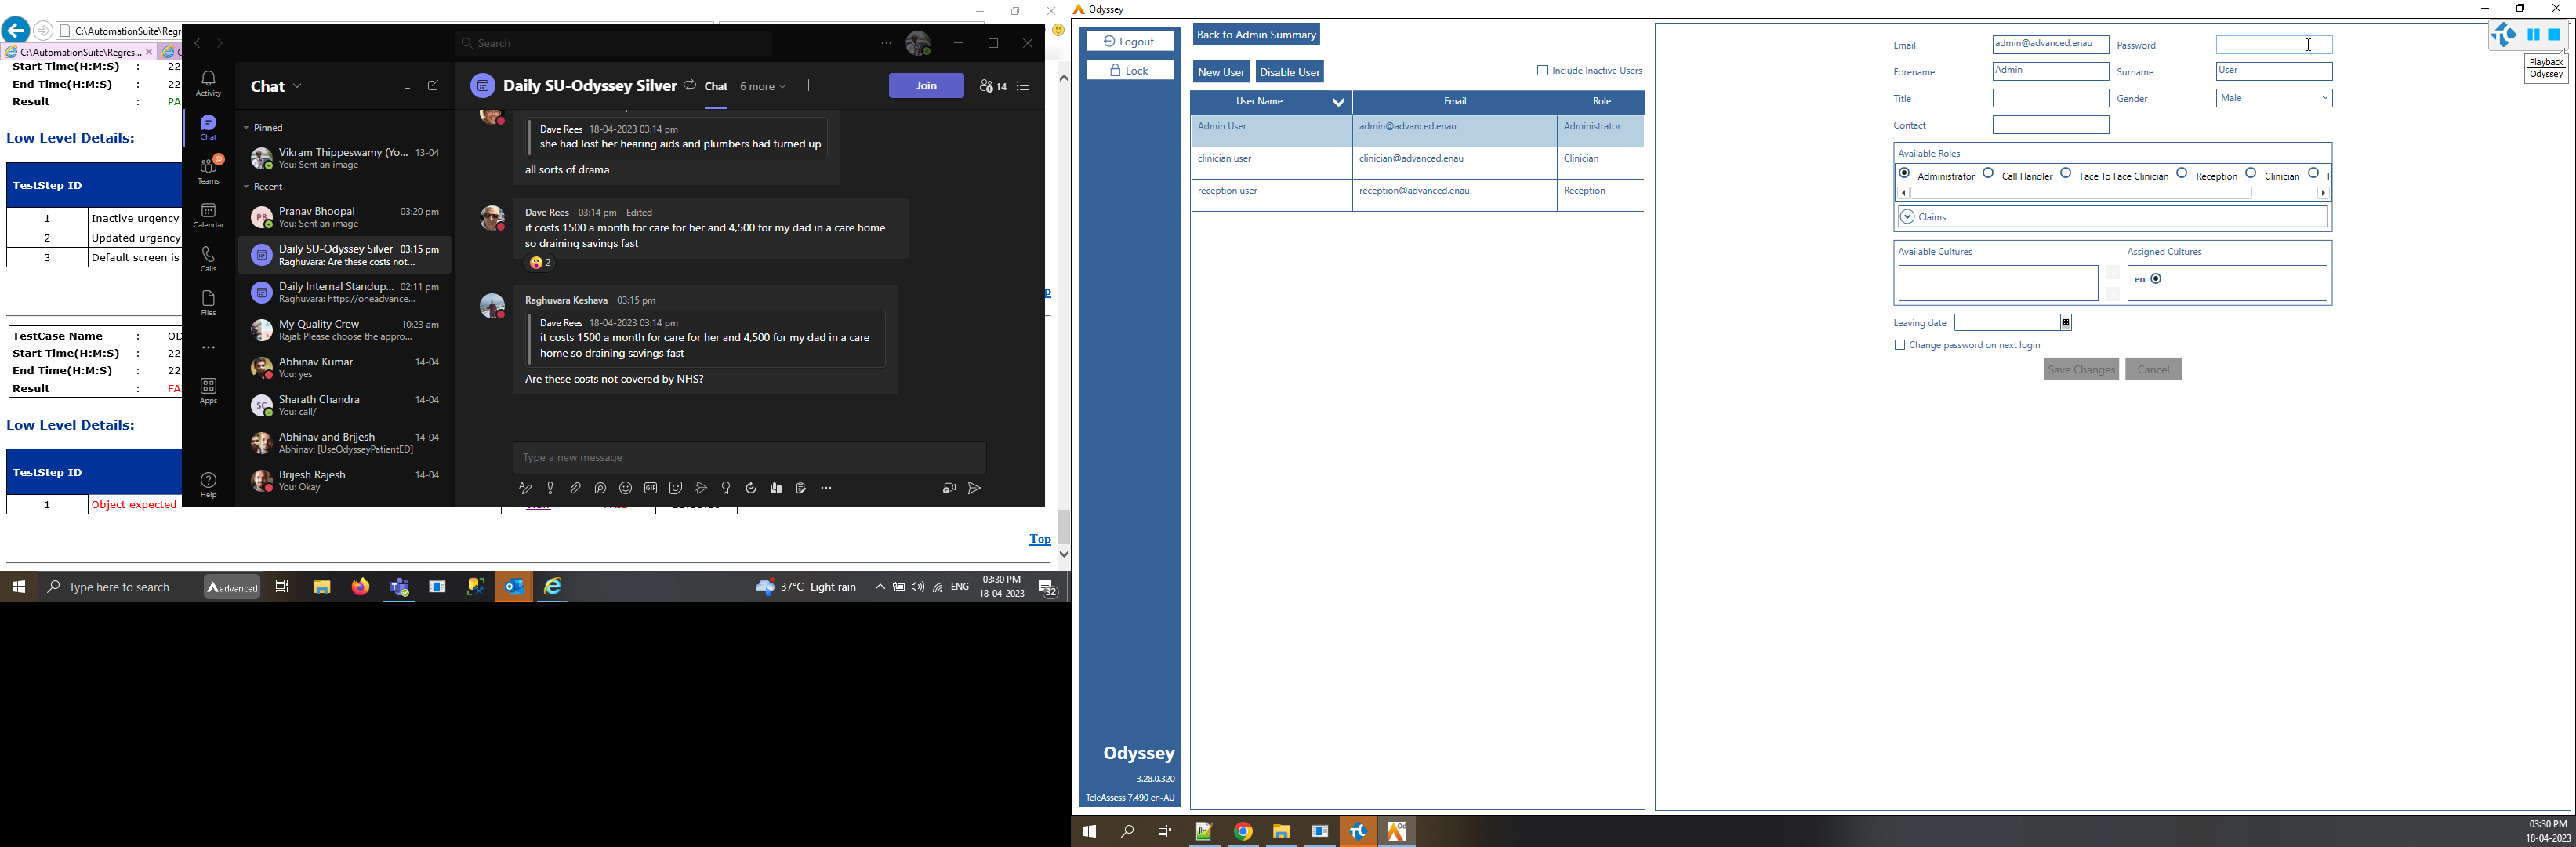 C:\AutomationSuite\Regr
C:\AutomationSuite\Regres...
Start Time(H:M:S) : 22
End Time(H:M:S) : 22
Result : PA
Low Level Details:
TestStep ID
1 Inactive urgency
2 Updated urgency
3 Default screen is
TestCase Name : OD
Start Time(H:M:S) : 22
End Time(H:M:S) : 22
Result : FA
Low Level Details:
TestStep ID
1 Object expected
Top
Search
Activity
Chat
Teams
Calendar
Calls
Files
Apps
Help
Chat
Pinned
Vikram Thippeswamy (Yo... 13-04
You: Sent an image
Recent
PB Pranav Bhoopal 03:20 pm
You: Sent an image
Daily SU-Odyssey Silver 03:15 pm
Raghuvara: Are these costs not...
Daily Internal Standup... 02:11 pm
Raghuvara: https://oneadvance...
My Quality Crew 10:23 am
Rajal: Please choose the appro...
Abhinav Kumar 14-04
You: yes
SC Sharath Chandra 14-04
You: call/
Abhinav and Brijesh 14-04
Abhinav: [UseOdysseyPatientED]
Brijesh Rajesh 14-04
You: Okay
Daily SU-Odyssey Silver Chat 6 more Join 14
Dave Rees 18-04-2023 03:14 pm
she had lost her hearing aids and plumbers had turned up
all sorts of drama
Dave Rees 03:14 pm Edited
it costs 1500 a month for care for her and 4,500 for my dad in a care home
so draining savings fast
2
Raghuvara Keshava 03:15 pm
Dave Rees 18-04-2023 03:14 pm
it costs 1500 a month for care for her and 4,500 for my dad in a care
home so draining savings fast
Are these costs not covered by NHS?
Type a new message
GIF
Type here to search
Aadvanced
37°C Light rain
ENG
03:30 PM
18-04-2023
32
Odyssey
Logout
Lock
Odyssey
3.28.0.320
TeleAssess 7.490 en-AU
Back to Admin Summary
New User Disable User Include Inactive Users
User Name Email Role
Admin User admin@advanced.enau Administrator
clinician user clinician@advanced.enau Clinician
reception user reception@advanced.enau Reception
Email admin@advanced.enau Password
Forename Admin Surname User
Title Gender Male
Contact
Available Roles
Administrator Call Handler Face To Face Clinician Reception Clinician
Claims
Available Cultures Assigned Cultures
en
Leaving date
Change password on next login
Save Changes Cancel
Playback
Odyssey
03:30 PM
18-04-2023